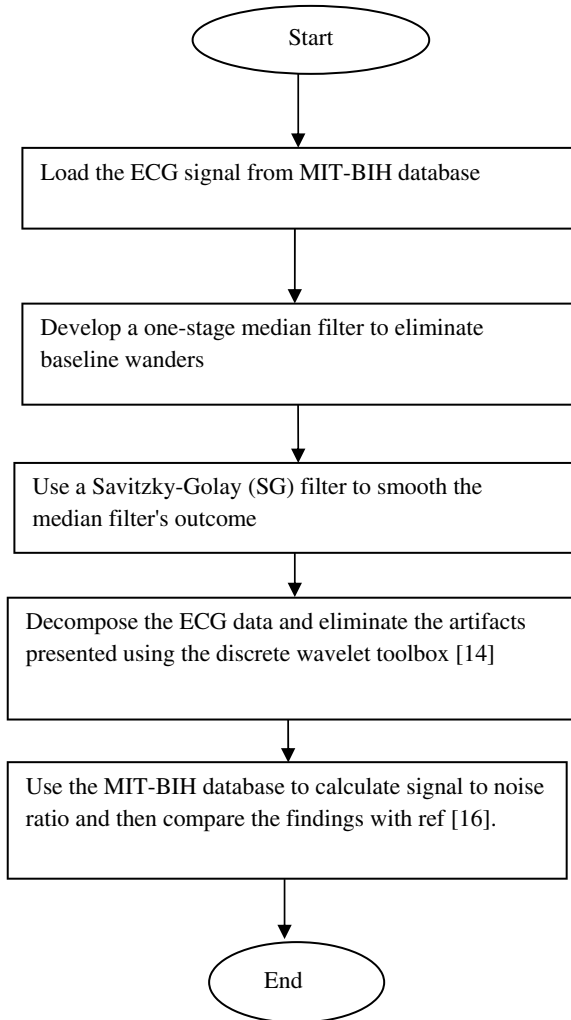 Start
Load the ECG signal from MIT-BIH database
Develop a one-stage median filter to eliminate
baseline wanders
Use a Savitzky-Golay (SG) filter to smooth the
median filter's outcome
Decompose the ECG data and eliminate the artifacts
presented using the discrete wavelet toolbox [14]
Use the MIT-BIH database to calculate signal to noise
ratio and then compare the findings with ref [16].
End